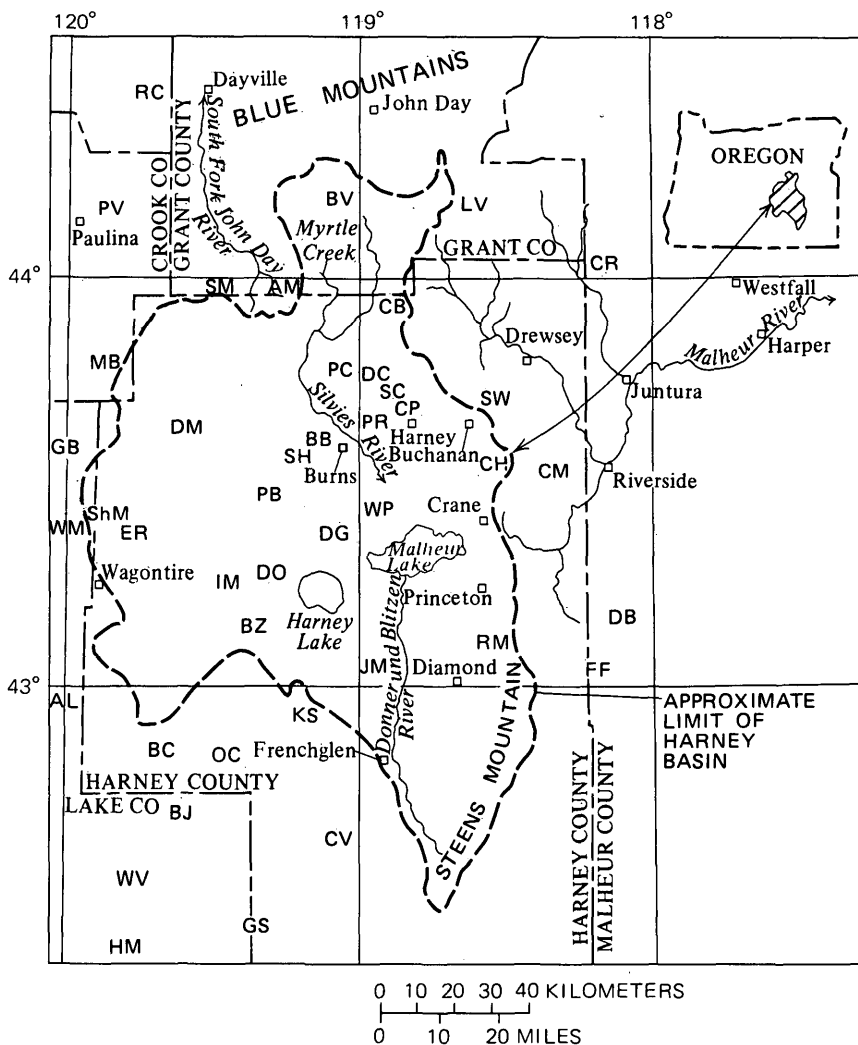 120° 119° 118°
Dayville
RC
BLUE MOUNTAINS
John Day
OREGON
South Fork John Day River
CROOK CO
GRANT COUNTY
PV
Paulina
BV
LV
Myrtle Creek
GRANT CO
44°
CR
SM AM
Westfall
CB
Drewsey
Malheur River
Harper
MB
PC DC
Juntura
SC
SW
CP
DM
Silvies River
PR Harney
BB
Buchanan
GB
SH
CH CM
Burns
Riverside
PB
WP Crane
ShM
WM ER
DG
Malheur Lake
DO
Wagontire
IM
Harney Lake
Princeton
BZ
DB
Donner und Blitzen River
RM
JM Diamond
FF
43°
AL
KS
APPROXIMATE
LIMIT OF
HARNEY
BASIN
BC OC
Frenchglen
STEENS MOUNTAIN
HARNEY COUNTY
LAKE CO
BJ
CV
HARNEY COUNTY
MALHEUR COUNTY
WV
GS
HM
0 10 20 30 40 KILOMETERS
0 10 20 MILES